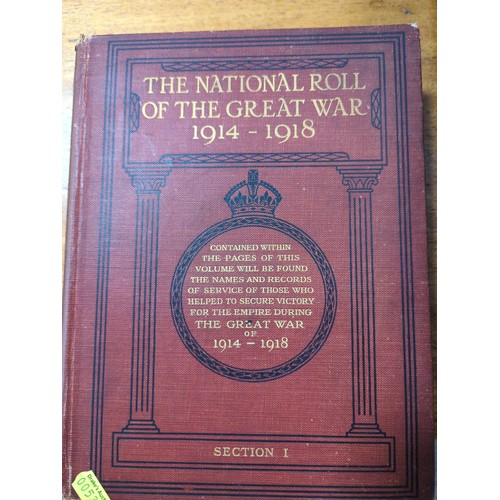 THE NATIONAL ROLL
OF THE GREAT WAR
1914 - 1918
CONTAINED WITHIN
THE PAGES OF THIS
VOLUME WILL BE FOUND
THE NAMES AND RECORDS
OF SERVICE OF THOSE WHO
HELPED TO SECURE VICTORY
FOR THE EMPIRE DURING
THE GREAT WAR
OF
1914 - 1918
SECTION I